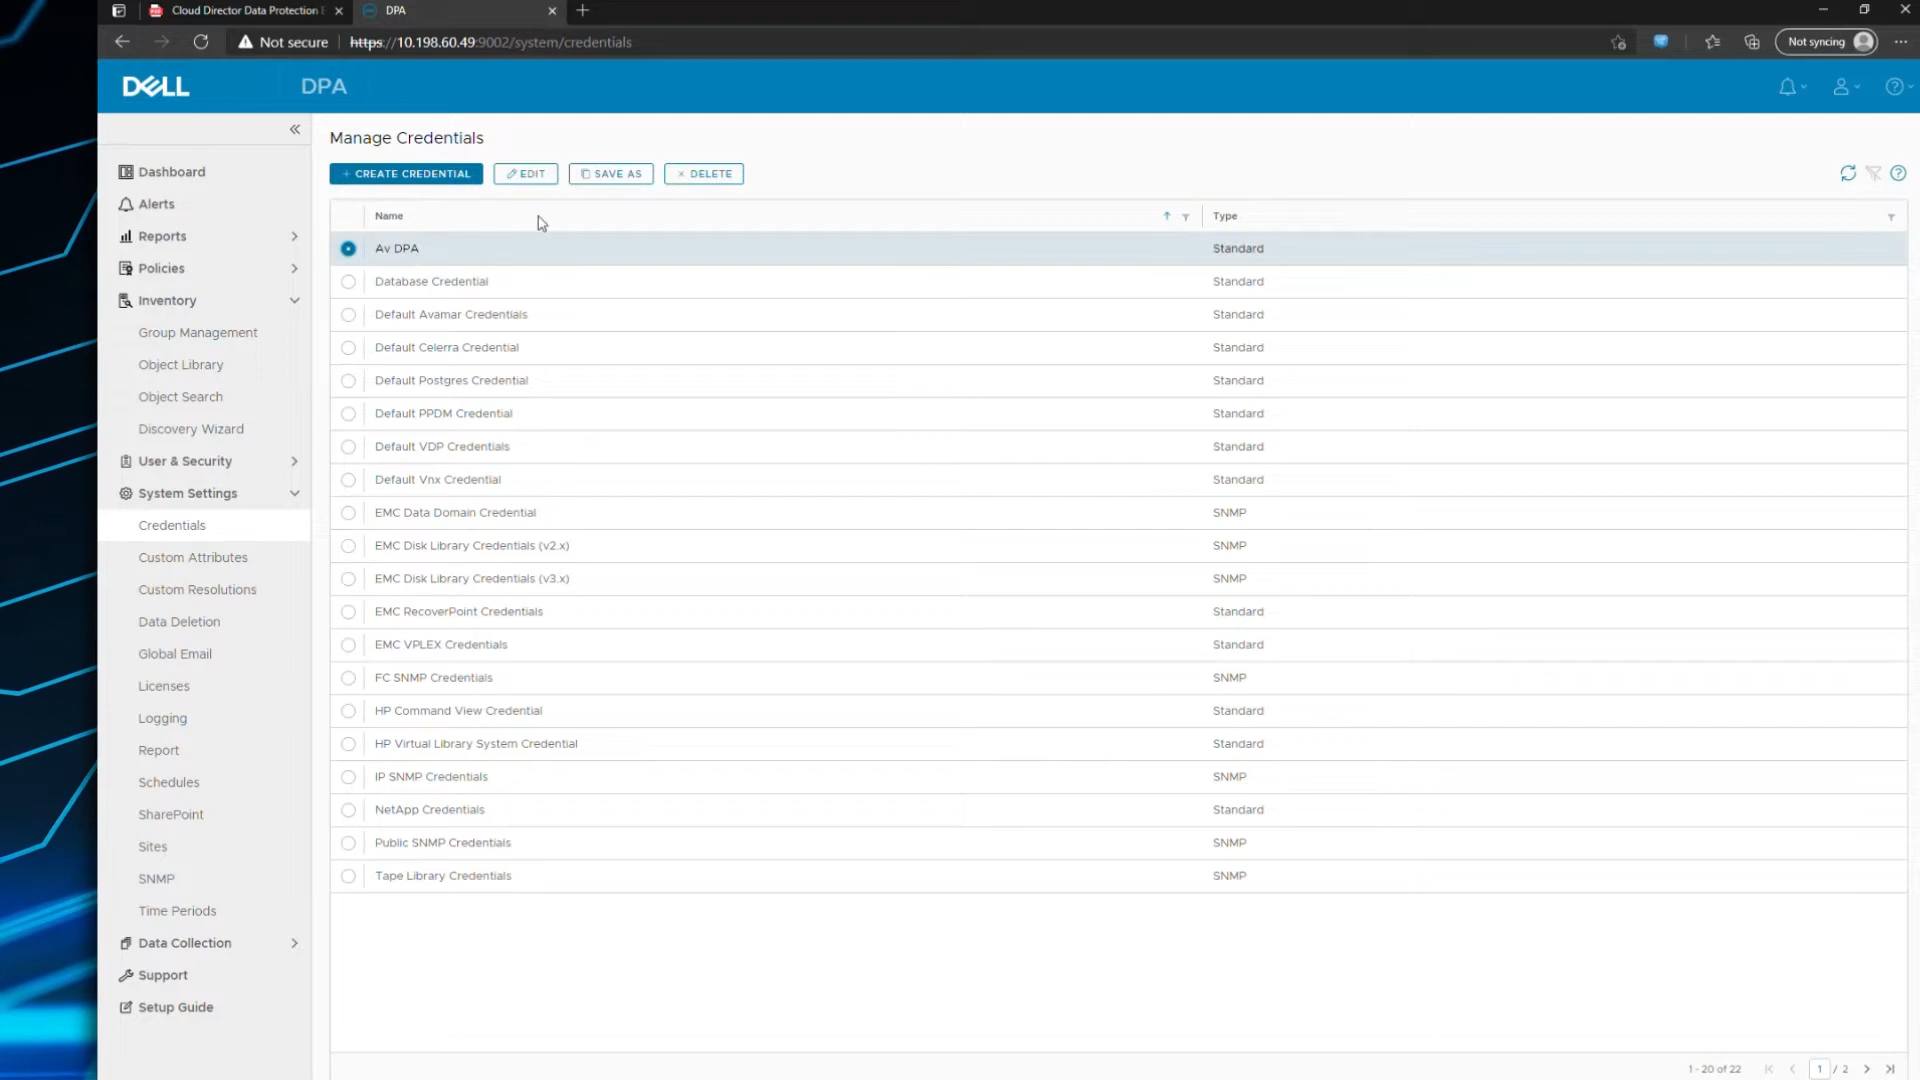 Cloud Director Data Protection E
DPA
Not secure
https://10.198.60.49:9002/system/credentials
Not syncing
DELL
DPA
Manage Credentials
+ CREATE CREDENTIAL
EDIT
SAVE AS
× DELETE
Name
Type
Dashboard
Alerts
Reports
Policies
Inventory
Group Management
Object Library
Object Search
Discovery Wizard
User & Security
System Settings
Credentials
Custom Attributes
Custom Resolutions
Data Deletion
Global Email
Licenses
Logging
Report
Schedules
SharePoint
Sites
SNMP
Time Periods
Data Collection
Support
Setup Guide
Av DPA Standard
Database Credential Standard
Default Avamar Credentials Standard
Default Celerra Credential Standard
Default Postgres Credential Standard
Default PPDM Credential Standard
Default VDP Credentials Standard
Default Vnx Credential Standard
EMC Data Domain Credential SNMP
EMC Disk Library Credentials (v2.x) SNMP
EMC Disk Library Credentials (v3.x) SNMP
EMC RecoverPoint Credentials Standard
EMC VPLEX Credentials Standard
FC SNMP Credentials SNMP
HP Command View Credential Standard
HP Virtual Library System Credential Standard
IP SNMP Credentials SNMP
NetApp Credentials Standard
Public SNMP Credentials SNMP
Tape Library Credentials SNMP
1 - 20 of 22
1 / 2